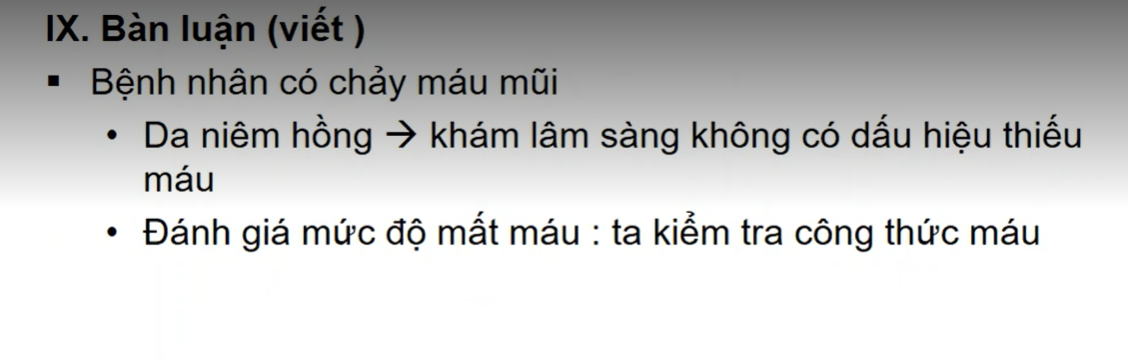 IX. Bàn luận (viết )
▪ Bệnh nhân có chảy máu mũi
• Da niêm hồng → khám lâm sàng không có dấu hiệu thiếu
máu
• Đánh giá mức độ mất máu : ta kiểm tra công thức máu